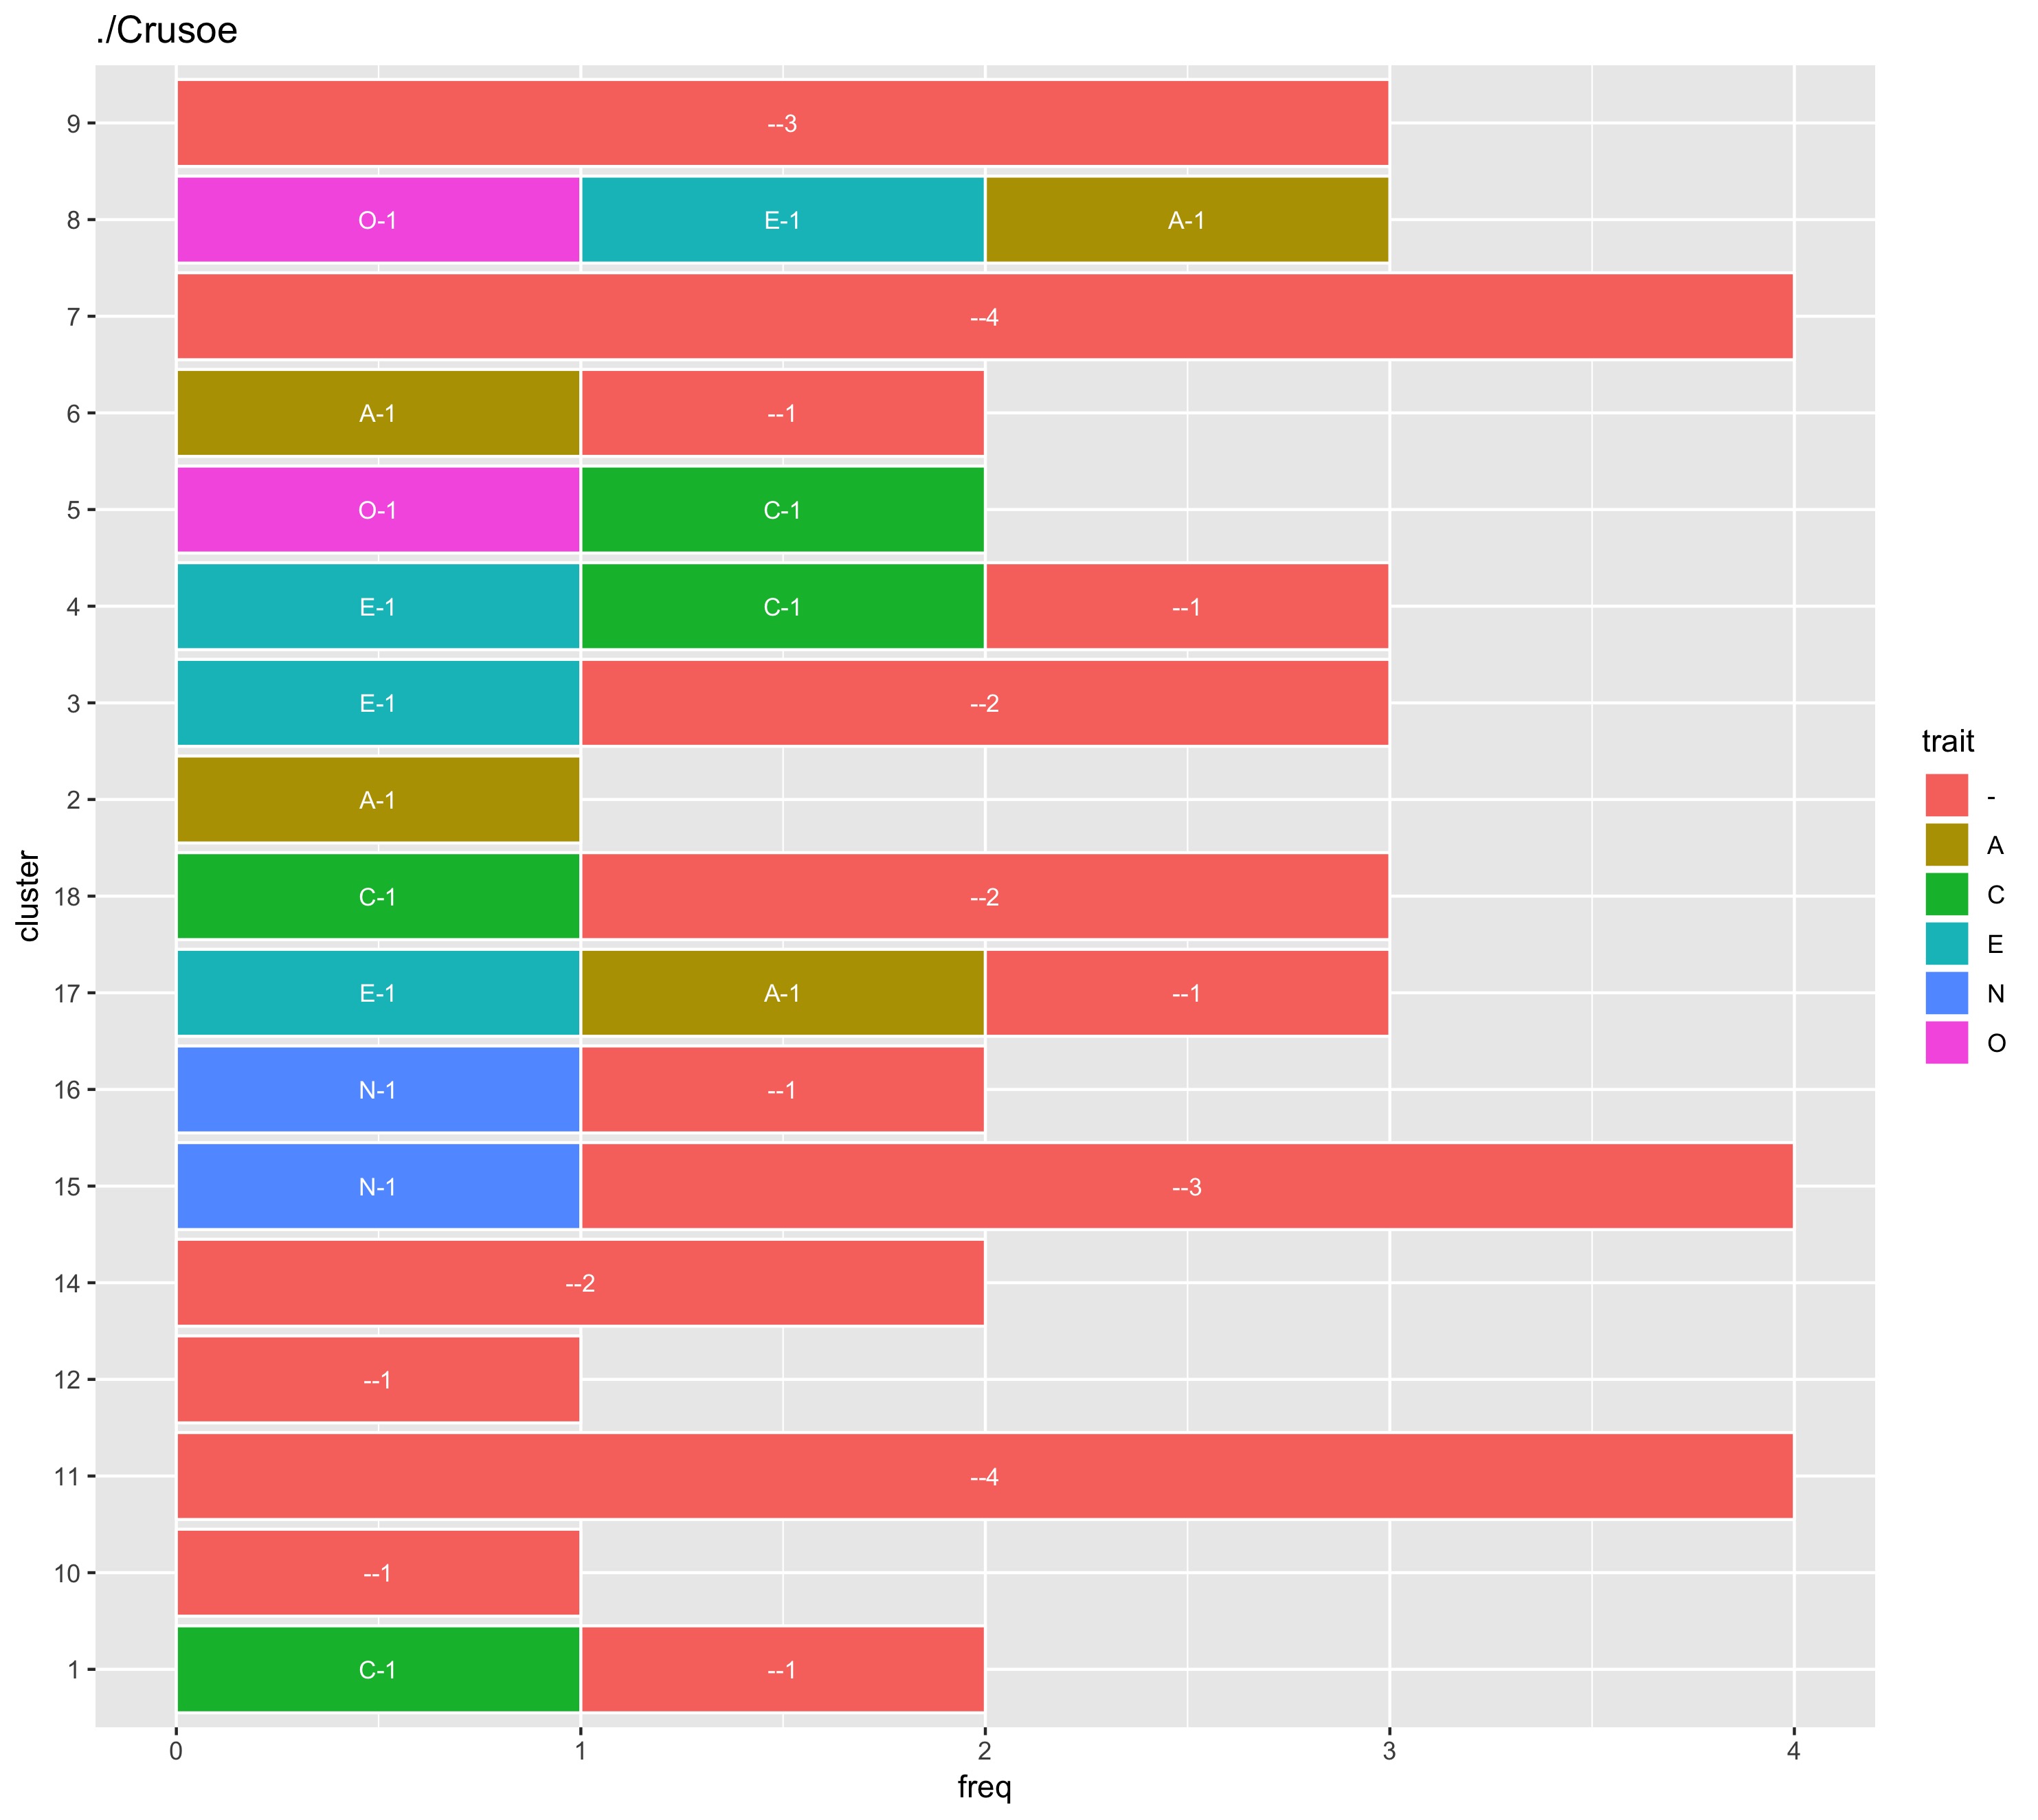 ./Crusoe
9
--3
8
O-1 E-1 A-1
7
--4
6
A-1 --1
5
O-1 C-1
4
E-1 C-1 --1
3
E-1 --2
2
A-1
18
C-1 --2
17
E-1 A-1 --1
16
N-1 --1
15
N-1 --3
14
--2
12
--1
11
--4
10
--1
1
C-1 --1
0 1 2 3 4
freq
cluster
trait
-
A
C
E
N
O